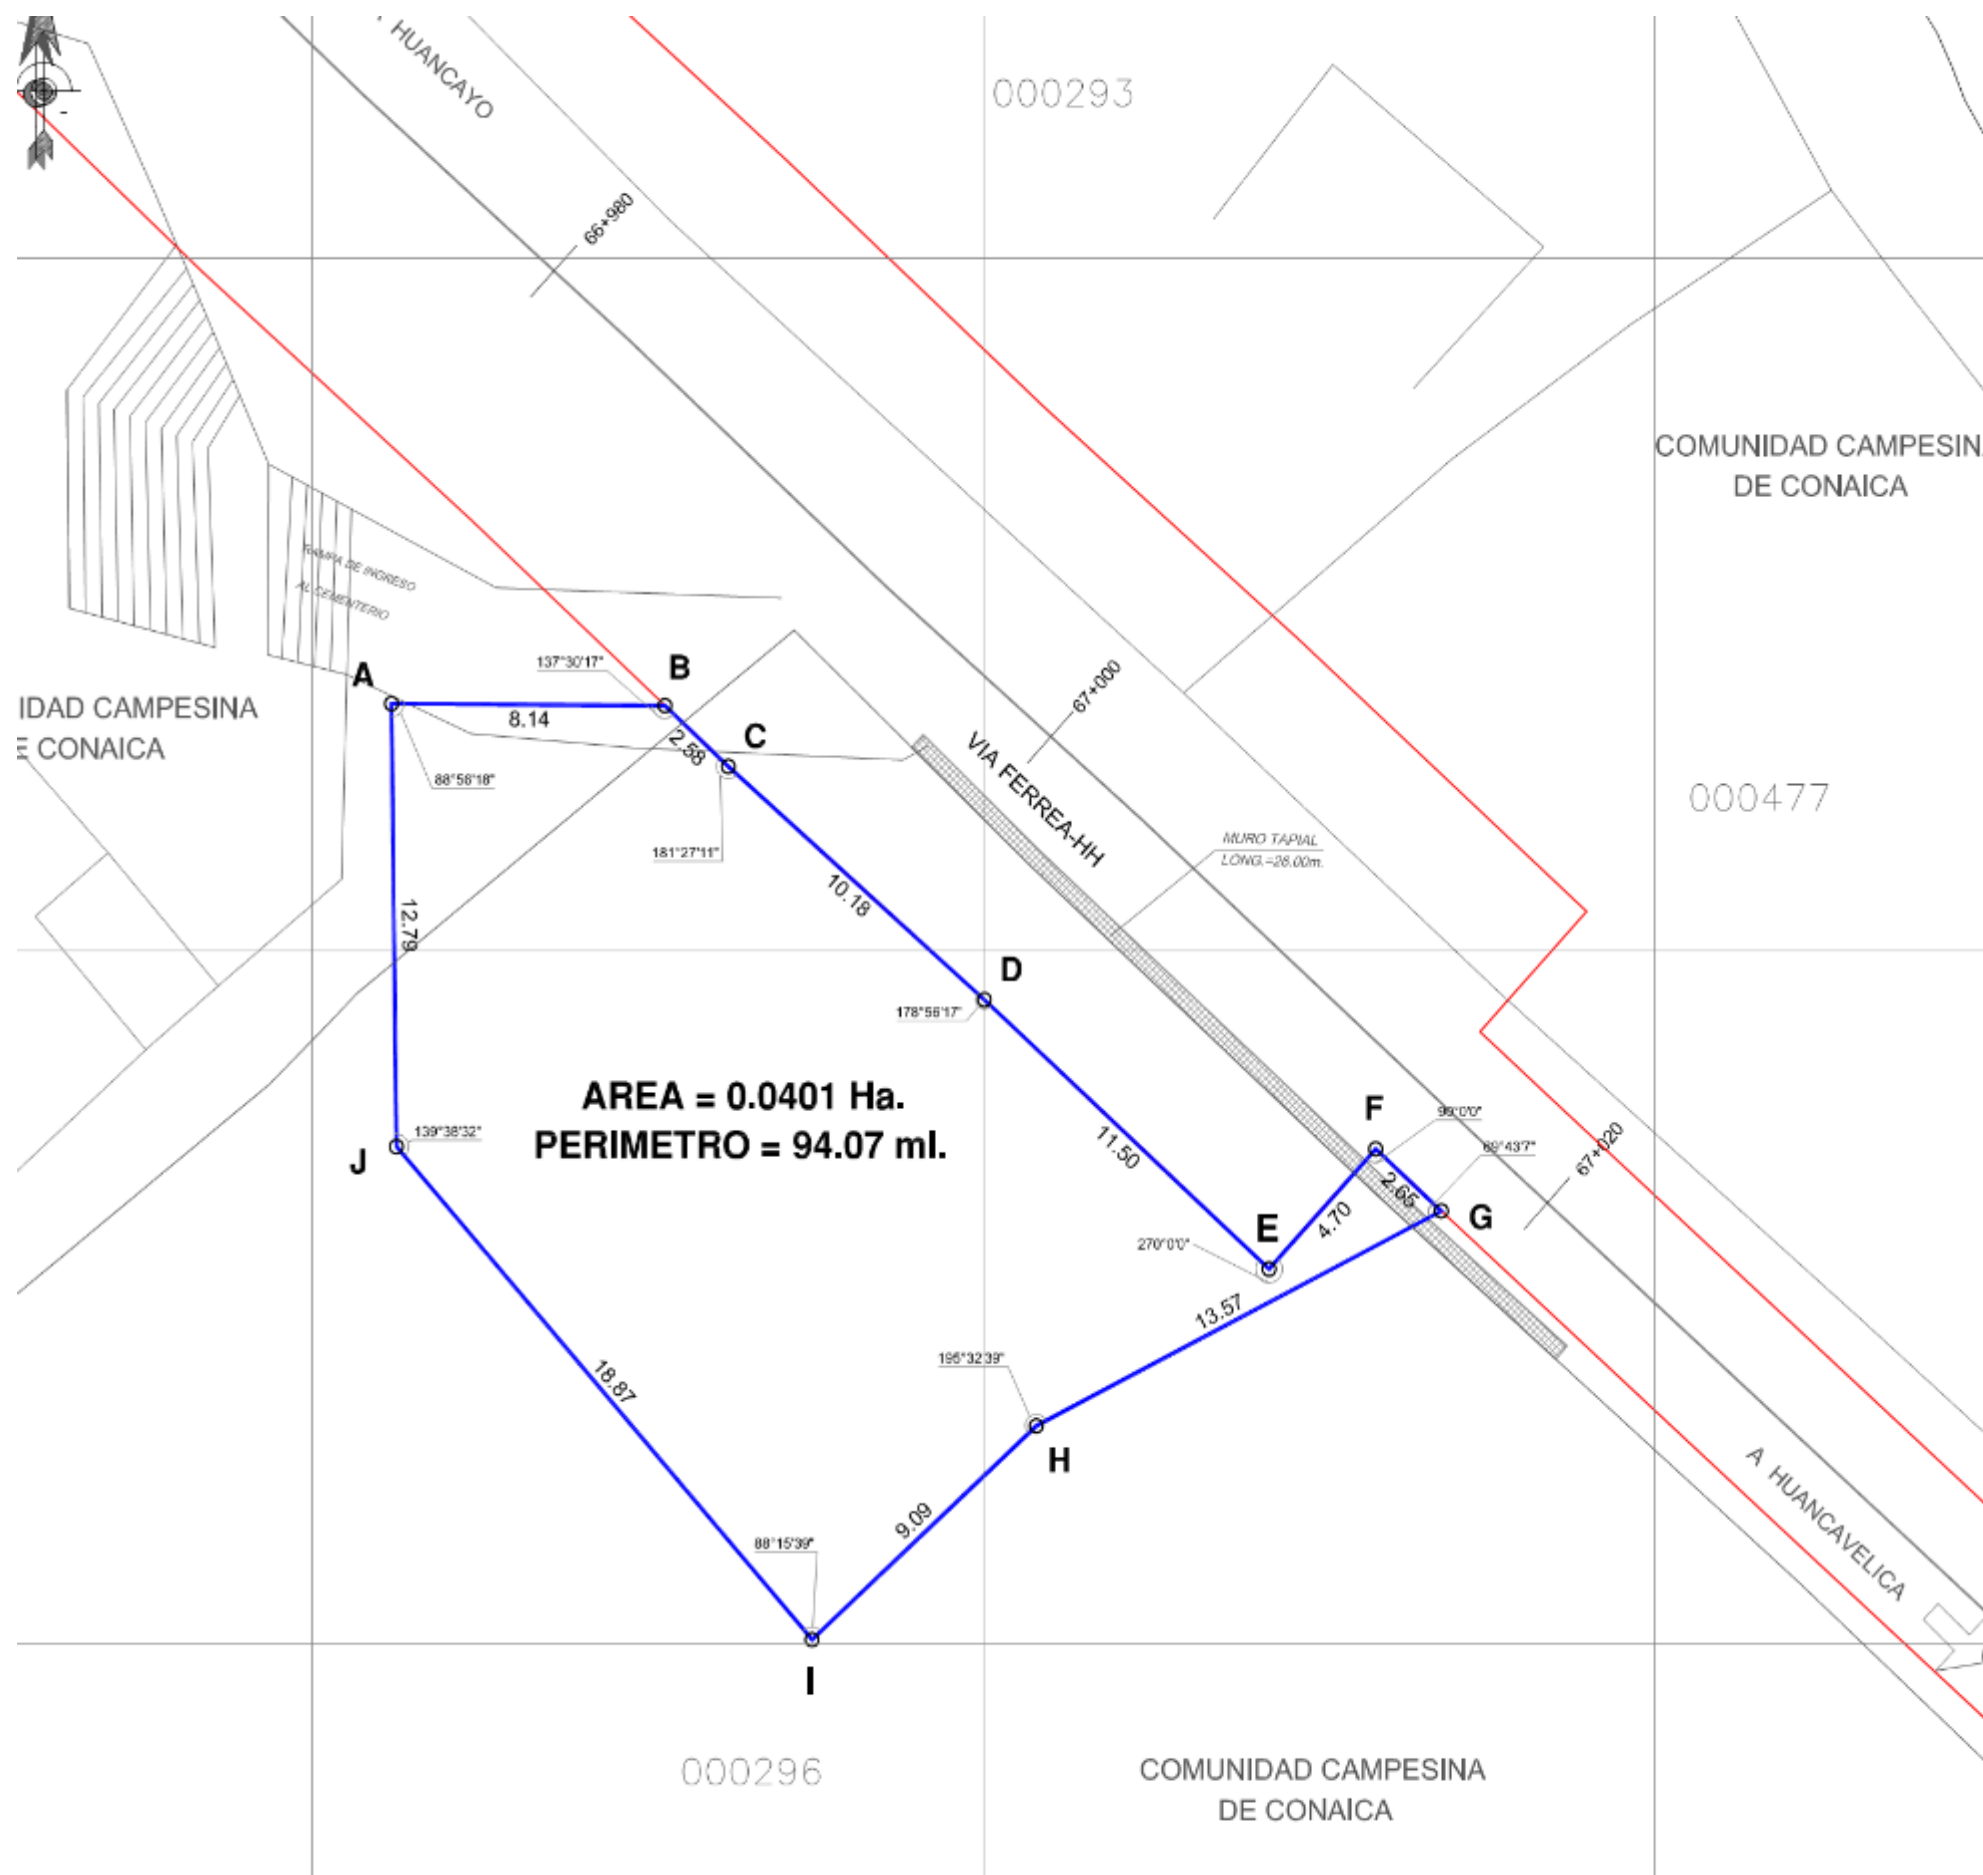 A HUANCAYO
000293
66+980
COMUNIDAD CAMPESINA
DE CONAICA
RAMPA DE INGRESO
AL CEMENTERIO
137°30'17"
B
A
67+000
IDAD CAMPESINA
E CONAICA
8.14
2.58
C
VIA FERREA-HH
88°56'18"
000477
MURO TAPIAL
LONG.=26.00m.
181°27'11"
10.18
12.79
D
178°56'17"
AREA = 0.0401 Ha.
PERIMETRO = 94.07 ml.
F
J
139°38'32"
11.50
67+020
2.65
G
4.70
E
270°0'0"
13.57
195°32'39"
18.87
H
A HUANCAVELICA
9.09
88°15'39"
I
000296
COMUNIDAD CAMPESINA
DE CONAICA